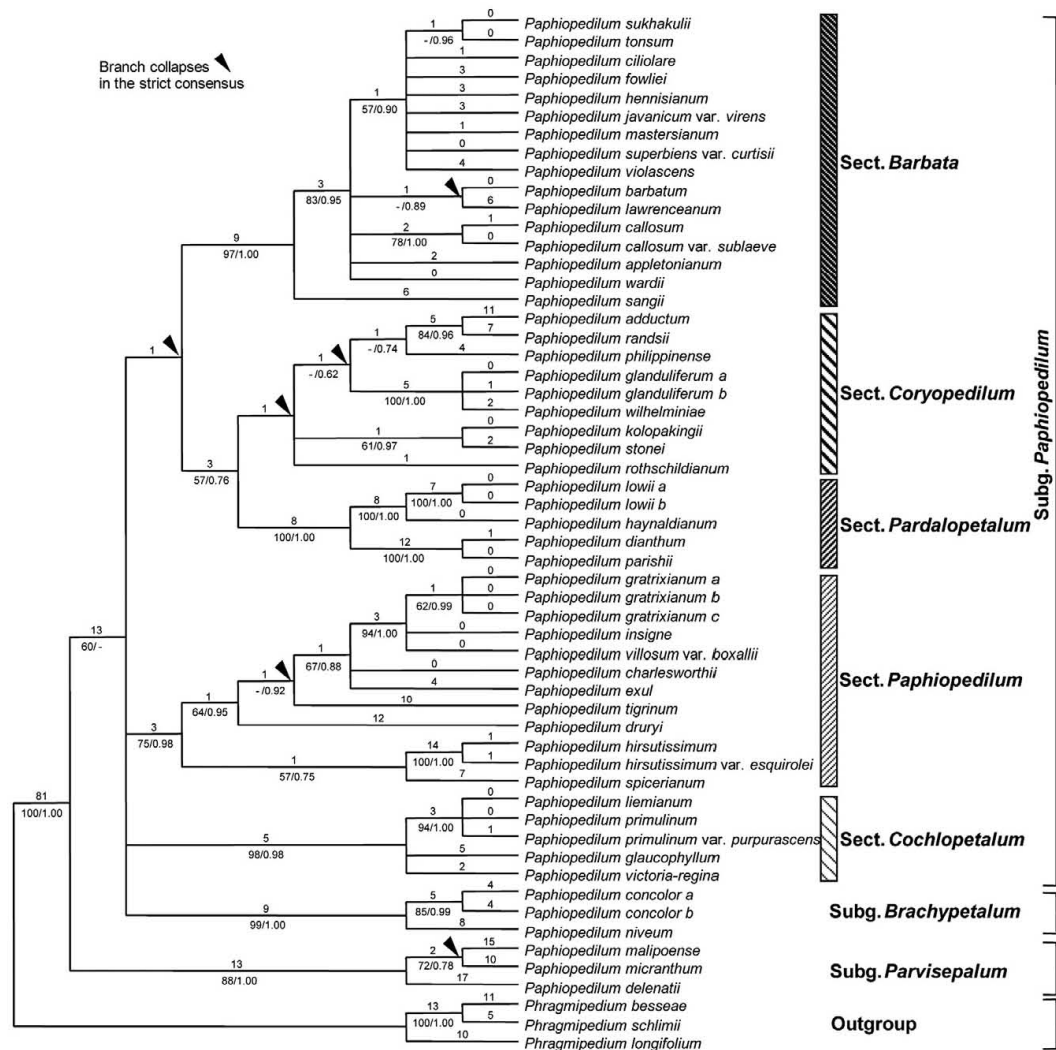 Branch collapses
in the strict consensus
0
1
Paphiopedilum sukhakulii
-/0.96
0
Paphiopedilum tonsum
1
Paphiopedilum ciliolare
3
Paphiopedilum fowliei
1
57/0.90
3
Paphiopedilum hennisianum
3
Paphiopedilum javanicum var. virens
1
Paphiopedilum mastersianum
0
Paphiopedilum superbiens var. curtisii
4
Paphiopedilum violascens
3
83/0.95
1
-/0.89
0
Paphiopedilum barbatum
6
Paphiopedilum lawrenceanum
2
78/1.00
1
Paphiopedilum callosum
0
Paphiopedilum callosum var. sublaeve
9
97/1.00
2
Paphiopedilum appletonianum
0
Paphiopedilum wardii
6
Paphiopedilum sangii
Sect. Barbata
1
5
84/0.96
11
Paphiopedilum adductum
7
Paphiopedilum randsii
1
-/0.74
4
Paphiopedilum philippinense
1
-/0.62
5
100/1.00
0
Paphiopedilum glanduliferum a
1
Paphiopedilum glanduliferum b
2
Paphiopedilum wilhelminiae
1
1
61/0.97
0
Paphiopedilum kolopakingii
2
Paphiopedilum stonei
1
Paphiopedilum rothschildianum
Sect. Coryopedilum
3
57/0.76
7
100/1.00
0
Paphiopedilum lowii a
0
Paphiopedilum lowii b
8
100/1.00
0
Paphiopedilum haynaldianum
8
100/1.00
12
100/1.00
1
Paphiopedilum dianthum
0
Paphiopedilum parishii
Sect. Pardalopetalum
13
60/-
1
62/0.99
0
Paphiopedilum gratrixianum a
0
Paphiopedilum gratrixianum b
0
Paphiopedilum gratrixianum c
3
94/1.00
0
Paphiopedilum insigne
0
Paphiopedilum villosum var. boxallii
1
67/0.88
0
Paphiopedilum charlesworthii
4
Paphiopedilum exul
1
-/0.92
10
Paphiopedilum tigrinum
1
64/0.95
12
Paphiopedilum druryi
3
75/0.98
14
100/1.00
1
Paphiopedilum hirsutissimum
1
Paphiopedilum hirsutissimum var. esquirolei
1
57/0.75
7
Paphiopedilum spicerianum
Sect. Paphiopedilum
81
100/1.00
3
94/1.00
0
Paphiopedilum liemianum
0
Paphiopedilum primulinum
1
Paphiopedilum primulinum var. purpurascens
5
98/0.98
5
Paphiopedilum glaucophyllum
2
Paphiopedilum victoria-regina
Sect. Cochlopetalum
Subg. Paphiopedilum
9
99/1.00
5
85/0.99
4
Paphiopedilum concolor a
4
Paphiopedilum concolor b
8
Paphiopedilum niveum
Subg. Brachypetalum
13
88/1.00
2
72/0.78
15
Paphiopedilum malipoense
10
Paphiopedilum micranthum
17
Paphiopedilum delenatii
Subg. Parvisepalum
13
100/1.00
11
Phragmipedium besseae
5
Phragmipedium schlimii
10
Phragmipedium longifolium
Outgroup